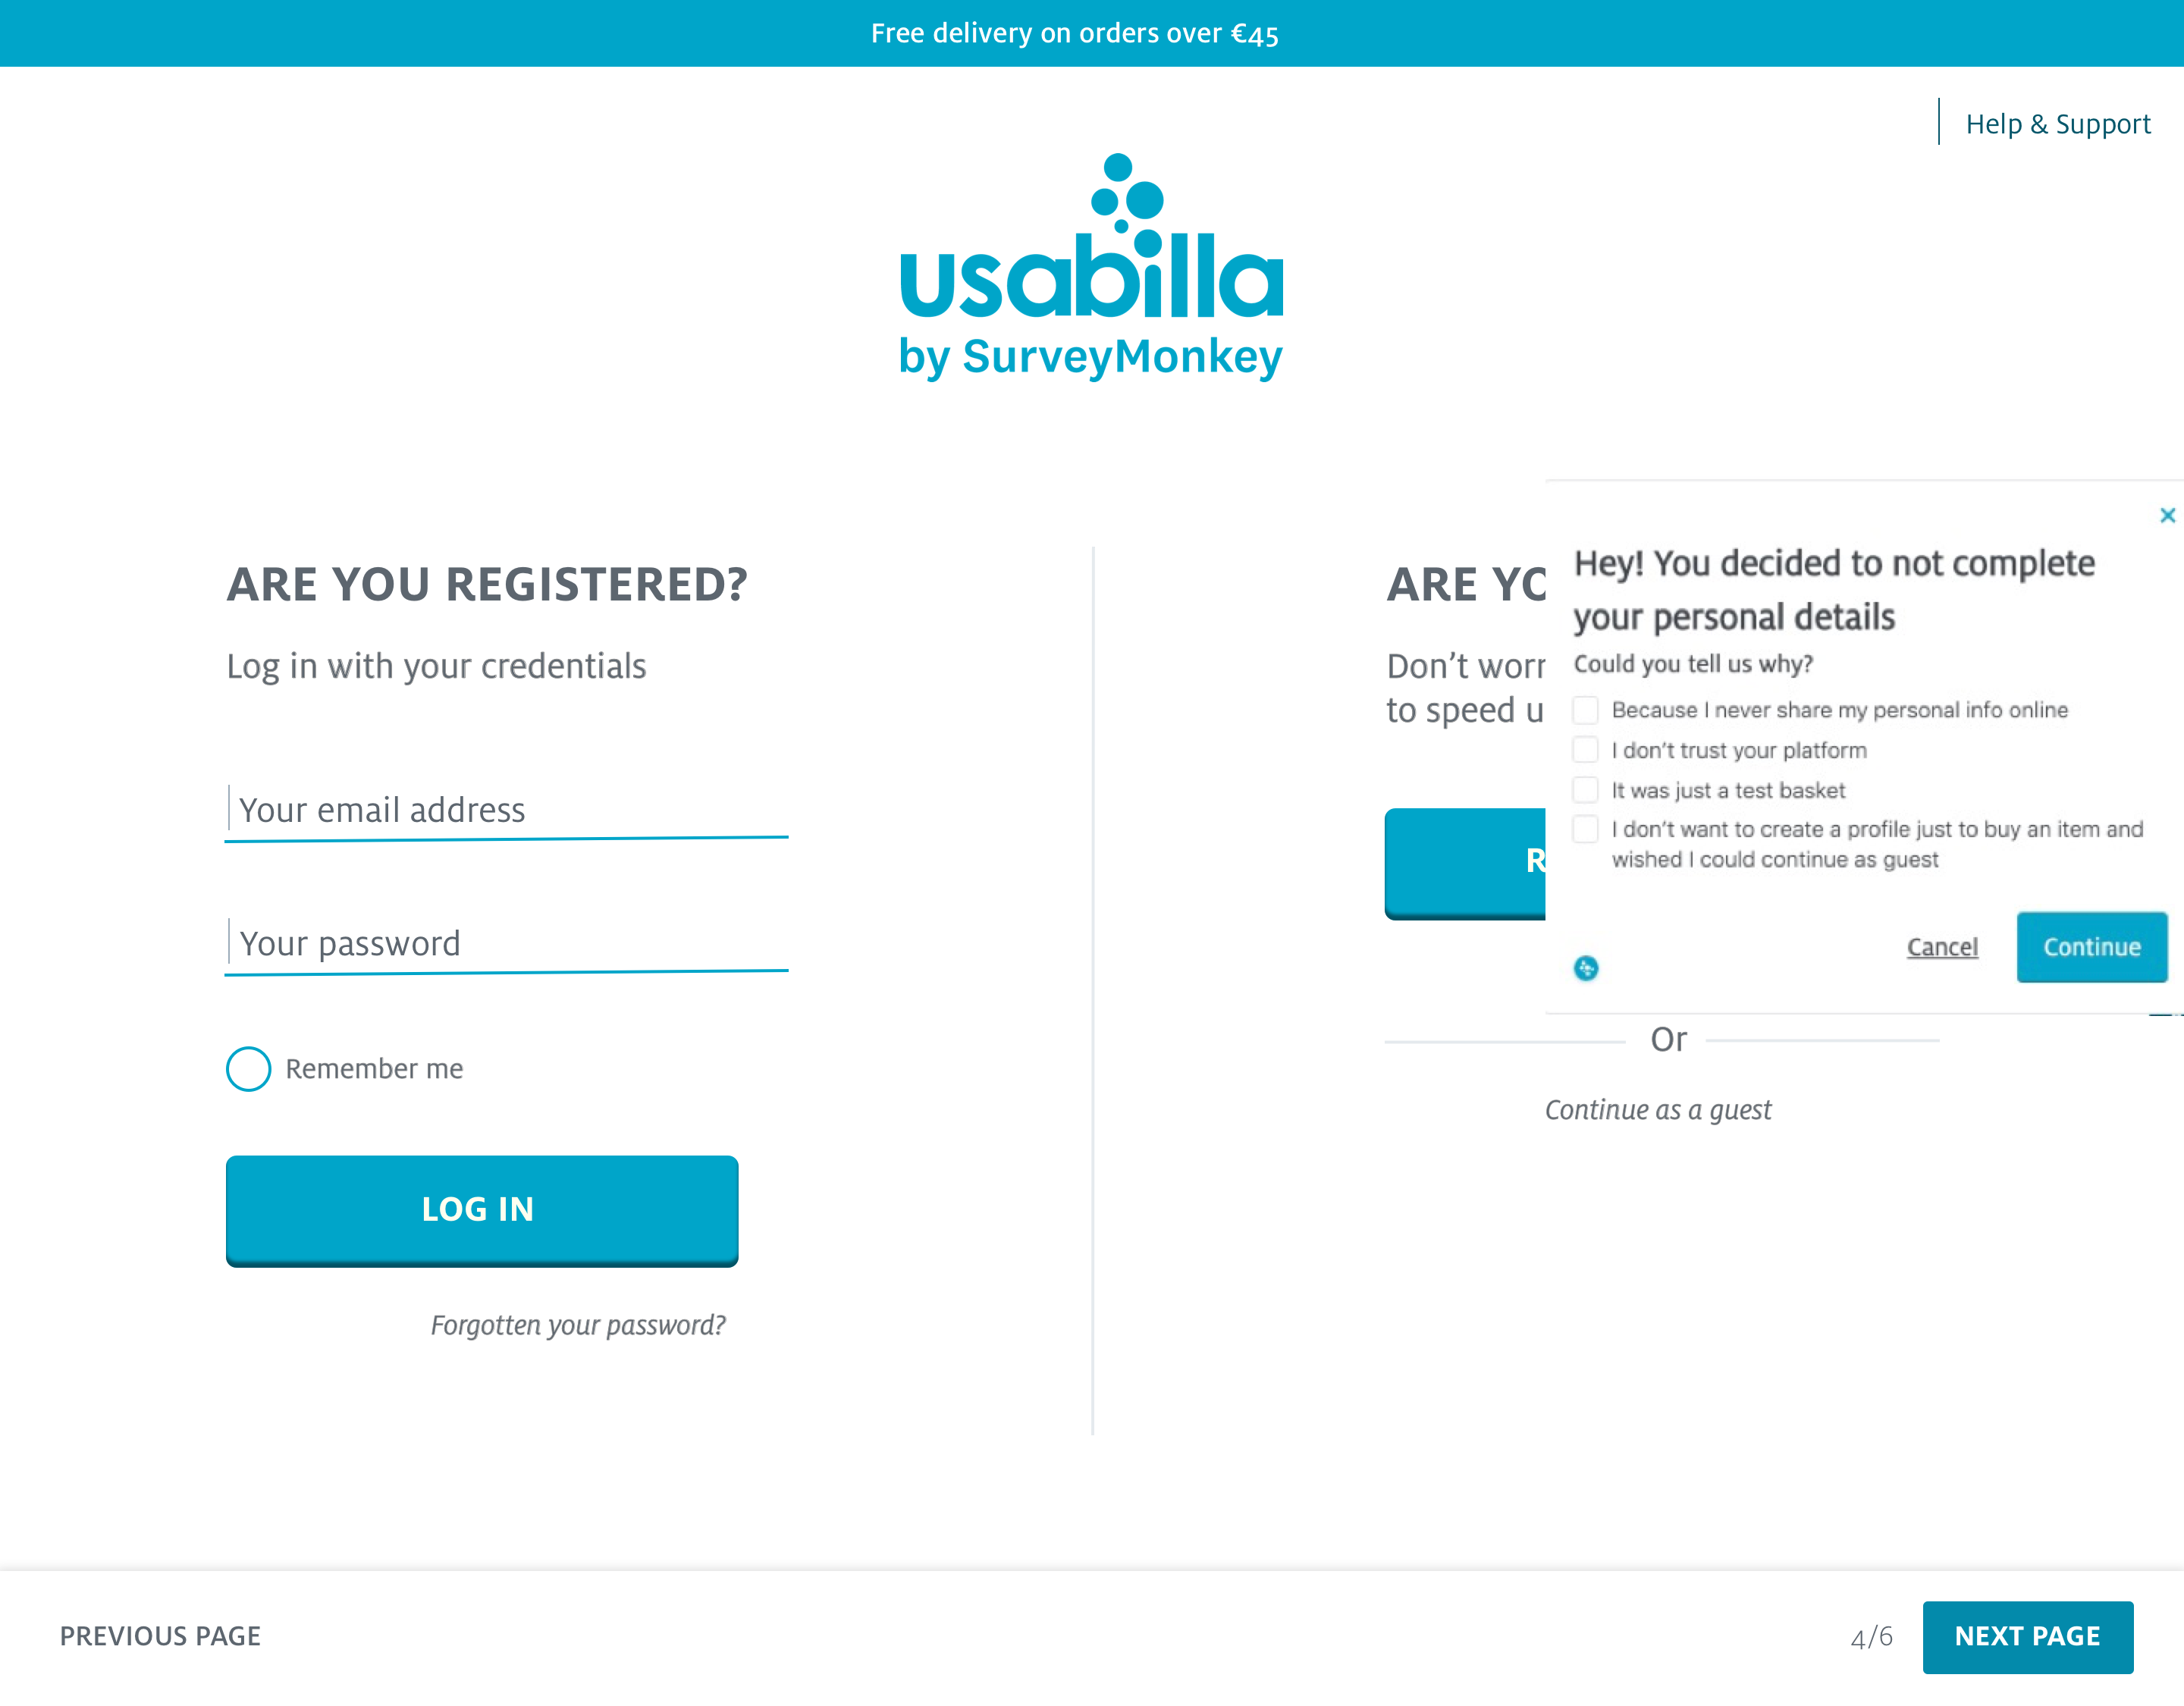 Free delivery on orders over €45
Help & Support
usabilla
by SurveyMonkey
ARE YOU REGISTERED?
Log in with your credentials
Your email address
Your password
Remember me
LOG IN
Forgotten your password?
ARE
Don't
to speed
Hey! You decided to not complete
your personal details
Could you tell us why?
Because I never share my personal info online
I don't trust your platform
It was just a test basket
I don't want to create a profile just to buy an item and
wished I could continue as guest
Cancel
Continue
Or
Continue as a guest
PREVIOUS PAGE
4/6
NEXT PAGE